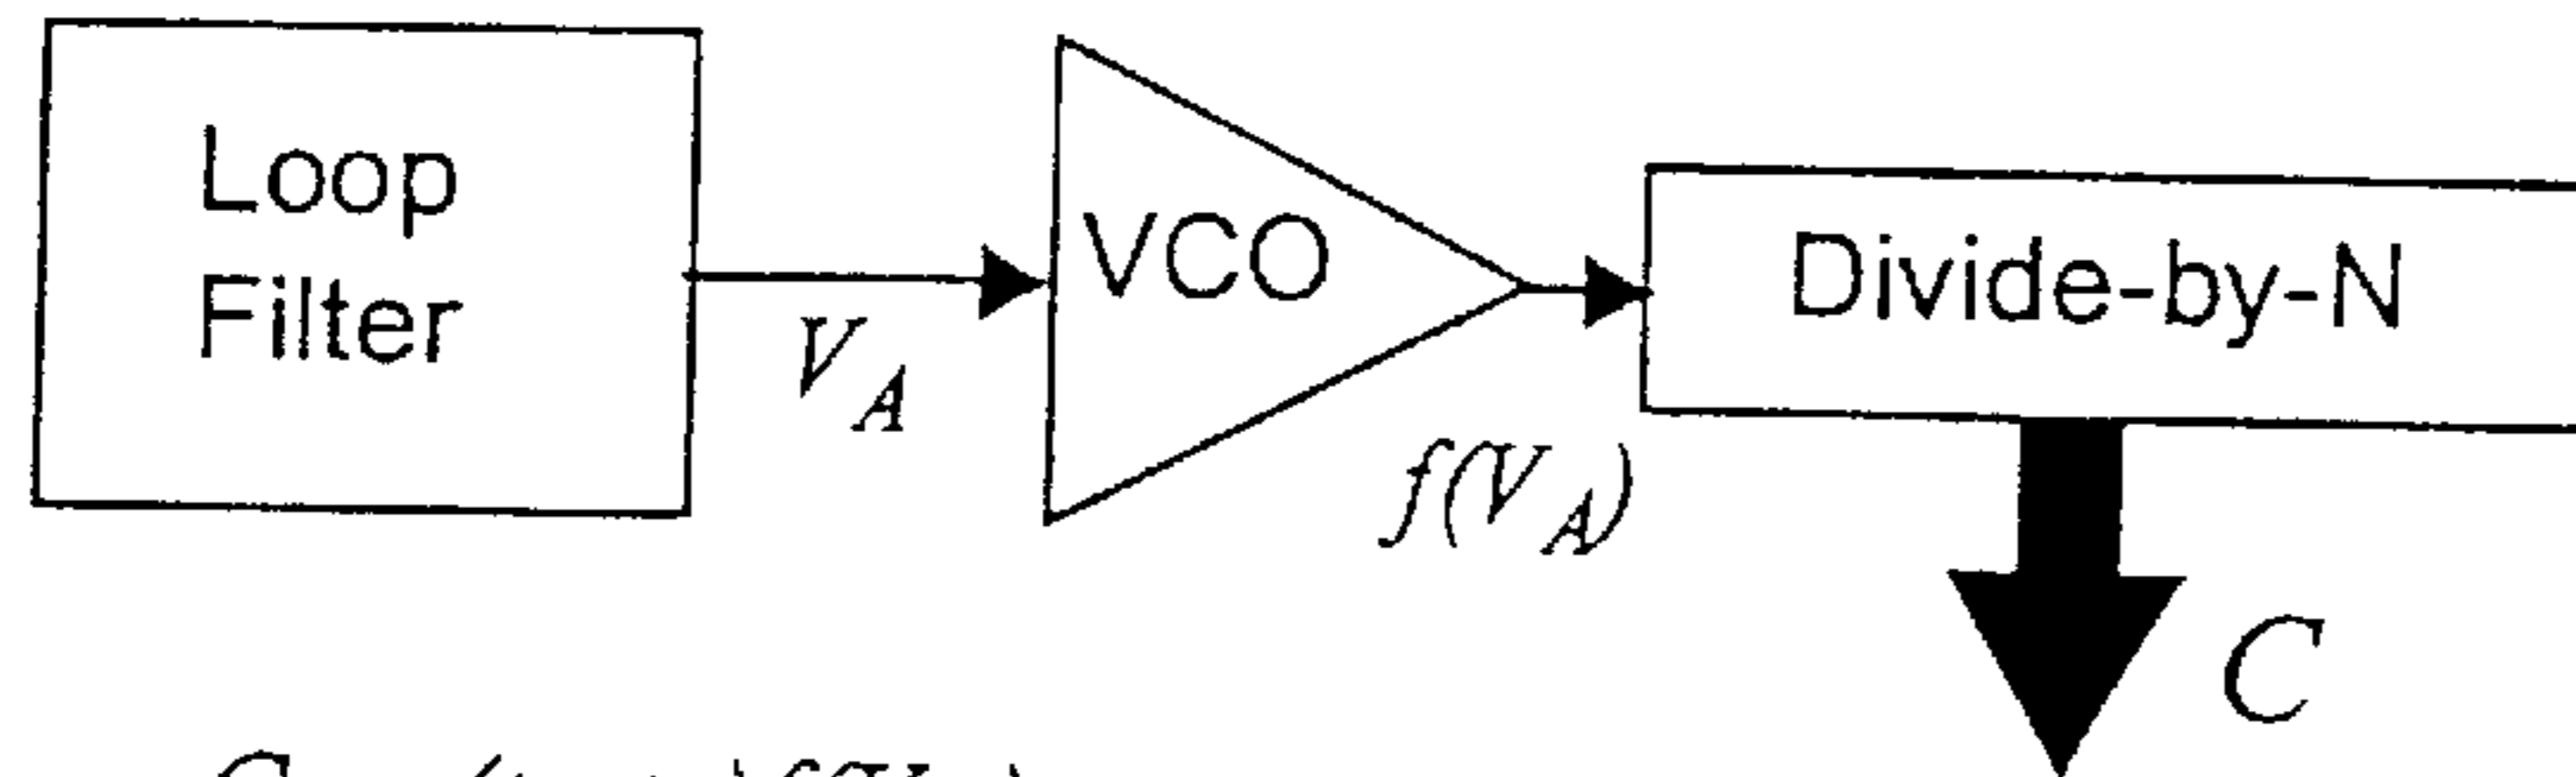 Loop
Filter
V_A
VCO
f(V_A)
Divide-by-N
C